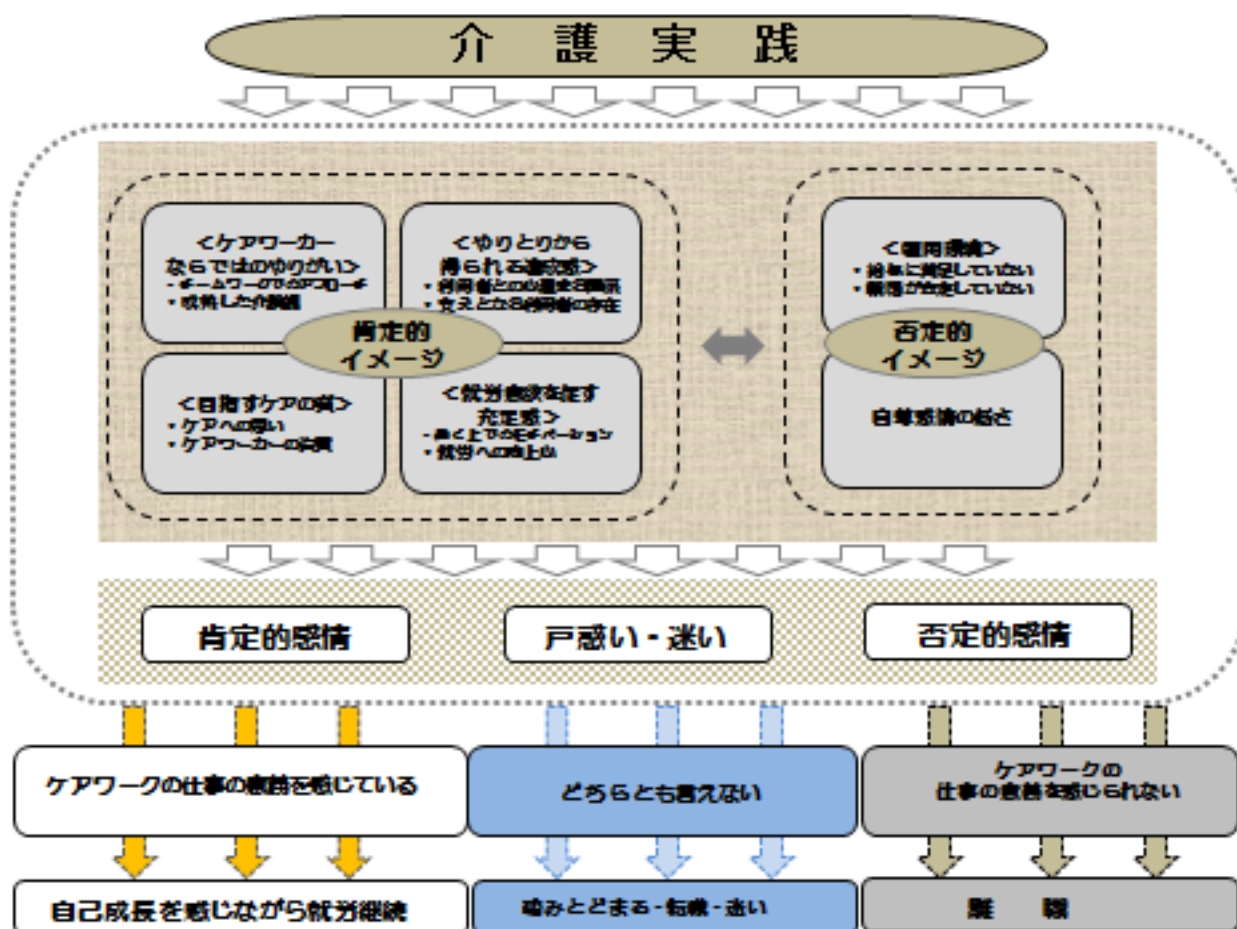 介護実践
＜ケアワーカー
ならではのやりがい＞
・チームワークでのアプローチ
・成熟した介護観
＜やりとりから
得られる達成感＞
・利用者との心温まる関係
・支えとなる利用者の存在
肯定的
イメージ
＜目指すケアの質＞
・ケアへの思い
・ケアワーカーの資質
＜就労意欲を促す
充足感＞
・働く上でのモチベーション
・就労への向上心
＜雇用環境＞
・給与に満足していない
・雇用が安定していない
否定的
イメージ
自尊感情の低さ
肯定的感情
戸惑い・迷い
否定的感情
ケアワークの仕事の意義を感じている
どちらとも言えない
ケアワークの
仕事の意義を感じられない
自己成長を感じながら就労継続
踏みとどまる・転職・迷い
離職